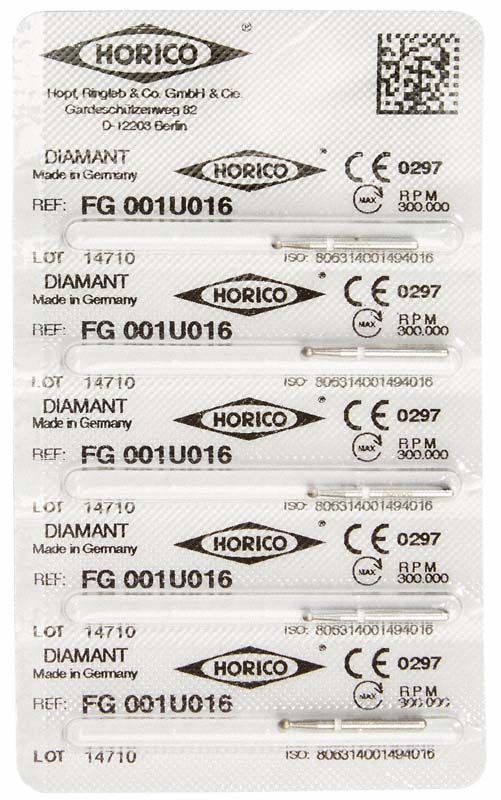 HORICO ®
Hopf, Ringleb & Co. GmbH & Cie.
Gardeschützenweg 82
D-12203 Berlin
DIAMANT HORICO ® CE 0297
Made in Germany MAX RPM 300.000
REF: FG 001U016
LOT 14710 ISO: 806314001494016
DIAMANT HORICO ® CE 0297
Made in Germany MAX RPM 300.000
REF: FG 001U016
LOT 14710 ISO: 806314001494016
DIAMANT HORICO ® CE 0297
Made in Germany MAX RPM 300.000
REF: FG 001U016
LOT 14710 ISO: 806314001494016
DIAMANT HORICO ® CE 0297
Made in Germany MAX RPM 300.000
REF: FG 001U016
LOT 14710 ISO: 806314001494016
DIAMANT HORICO ® CE 0297
Made in Germany MAX RPM 300.000
REF: FG 001U016
LOT 14710 ISO: 806314001494016